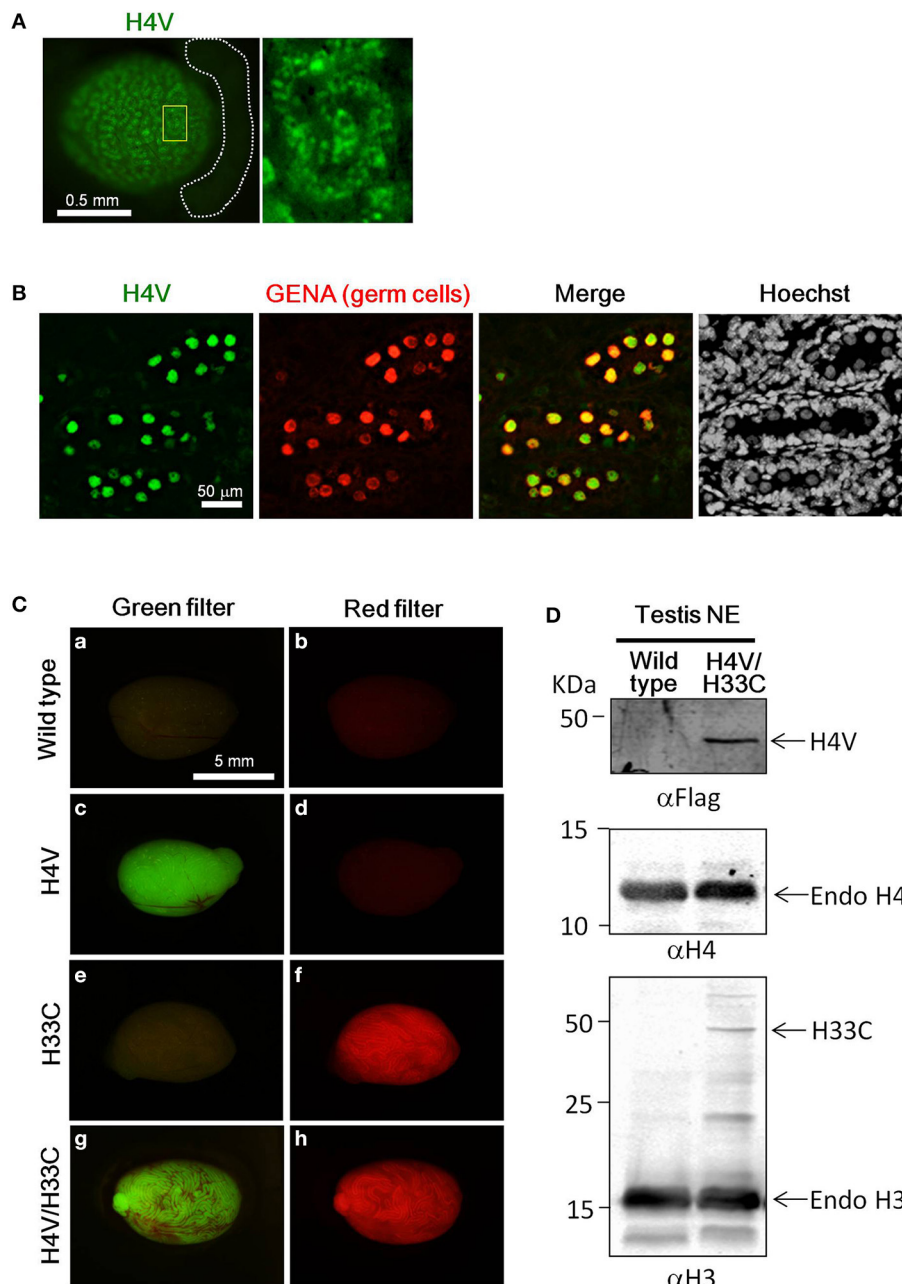 A
H4V
0.5 mm
B
H4V
GENA (germ cells)
Merge
Hoechst
50 μm
C
Green filter
Red filter
Wild type
a
b
5 mm
H4V
c
d
H33C
e
f
H4V/H33C
g
h
D
Testis NE
Wild type
H4V/
H33C
KDa
50
H4V
αFlag
15
10
Endo H4
αH4
50
25
15
H33C
Endo H3
αH3